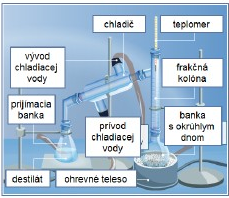 chladič
teplomer
vývod
chladiacej
vody
frakčná
kolóna
prijímacia
banka
prívod
chladiacej
vody
banka
s okrúhlym
dnom
destilát
ohrevné teleso